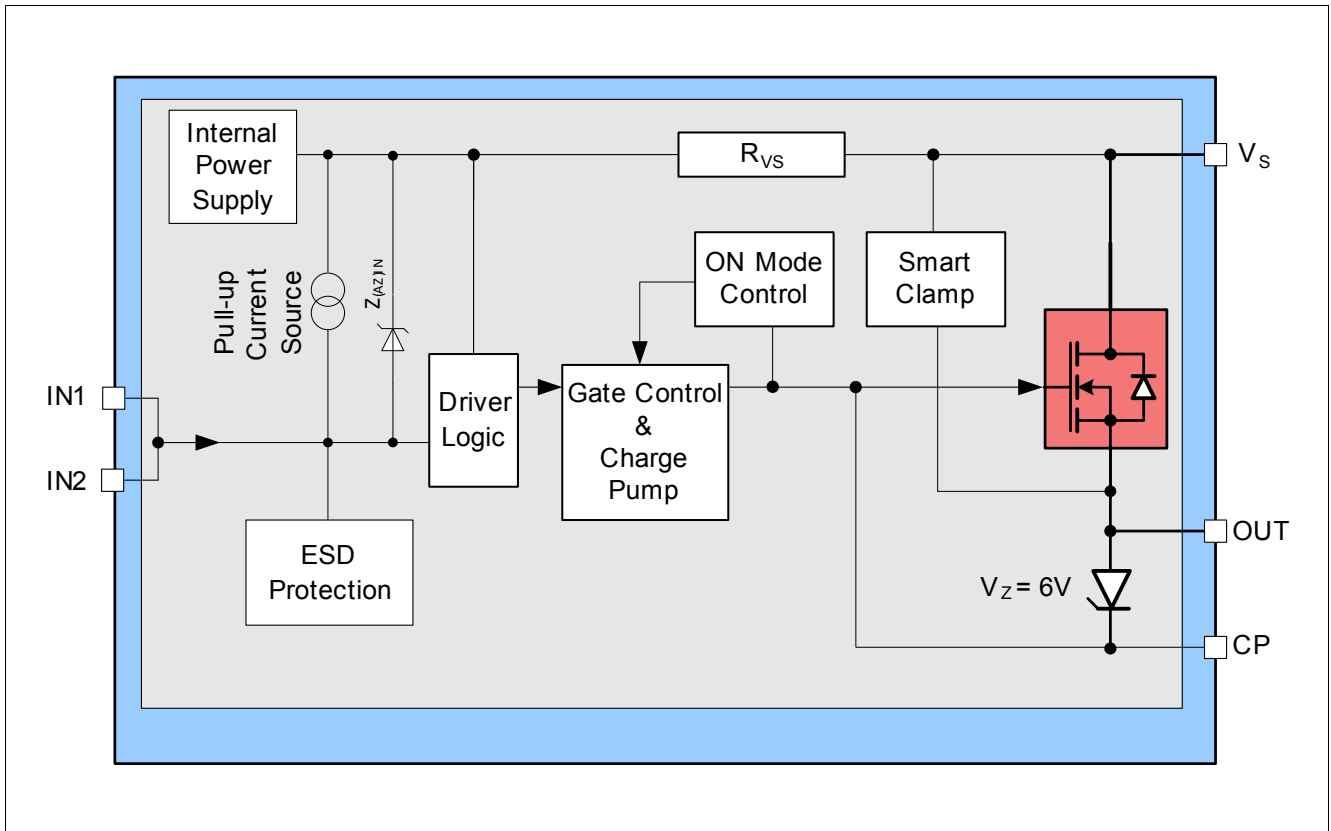 Internal
Power
Supply
R_VS
V_S
ON Mode
Control
Smart
Clamp
Pull-up
Current
Source
Z_(AZ)IN
IN1
IN2
Driver
Logic
Gate Control
&
Charge
Pump
ESD
Protection
OUT
V_Z = 6V
CP